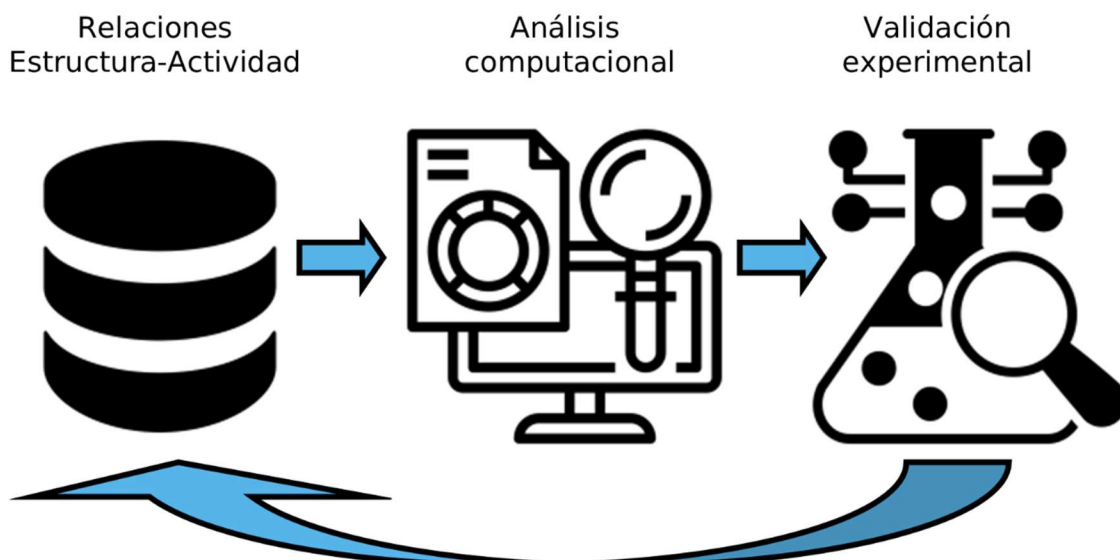 Relaciones
Estructura-Actividad
Análisis
computacional
Validación
experimental